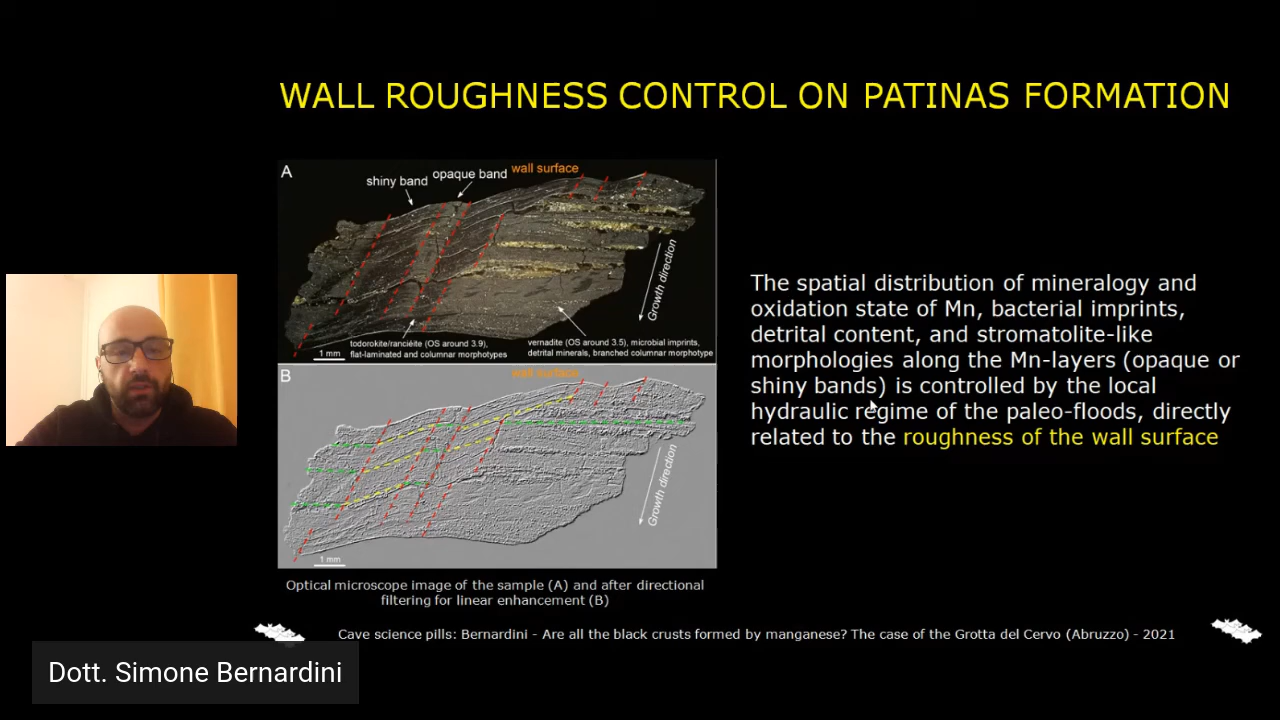 WALL ROUGHNESS CONTROL ON PATINAS FORMATION
A
shiny band
opaque band
wall surface
Growth direction
todorokite/ranciéite (OS around 3.9),
flat-laminated and columnar morphotypes
vernadite (OS around 3.5), microbial imprints,
detrital minerals, branched columnar morphotype
1 mm
B
wall surface
Growth direction
1 mm
Optical microscope image of the sample (A) and after directional
filtering for linear enhancement (B)
The spatial distribution of mineralogy and
oxidation state of Mn, bacterial imprints,
detrital content, and stromatolite-like
morphologies along the Mn-layers (opaque or
shiny bands) is controlled by the local
hydraulic regime of the paleo-floods, directly
related to the roughness of the wall surface
Cave science pills: Bernardini - Are all the black crusts formed by manganese? The case of the Grotta del Cervo (Abruzzo) - 2021
Dott. Simone Bernardini